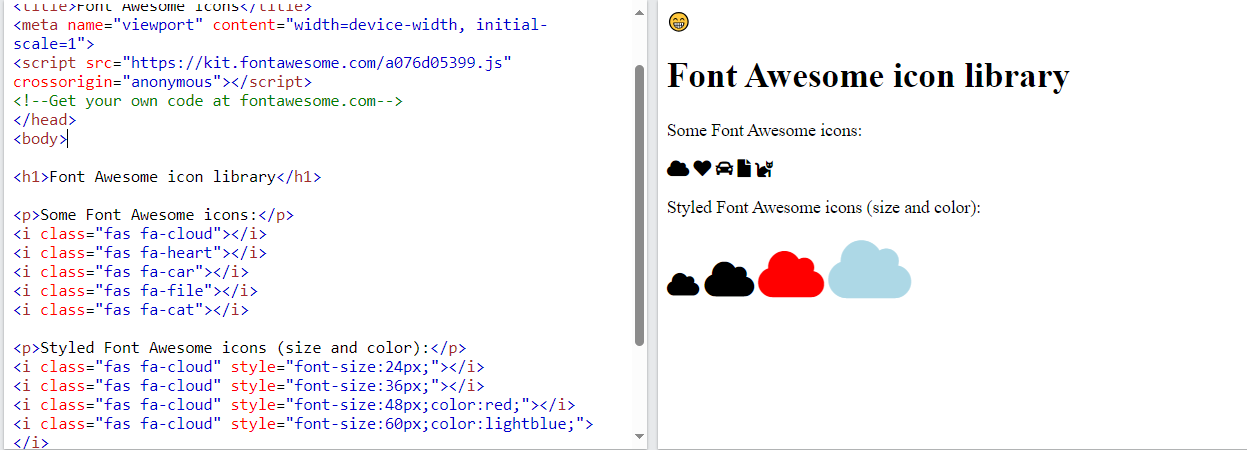 <title>Font Awesome Icons</title>
<meta name="viewport" content="width=device-width, initial-
scale=1">
<script src="https://kit.fontawesome.com/a076d05399.js"
crossorigin="anonymous"></script>
<!--Get your own code at fontawesome.com-->
</head>
<body>
<h1>Font Awesome icon library</h1>
<p>Some Font Awesome icons:</p>
<i class="fas fa-cloud"></i>
<i class="fas fa-heart"></i>
<i class="fas fa-car"></i>
<i class="fas fa-file"></i>
<i class="fas fa-cat"></i>
<p>Styled Font Awesome icons (size and color):</p>
<i class="fas fa-cloud" style="font-size:24px;"></i>
<i class="fas fa-cloud" style="font-size:36px;"></i>
<i class="fas fa-cloud" style="font-size:48px;color:red;"></i>
<i class="fas fa-cloud" style="font-size:60px;color:lightblue;">
</i>
Font Awesome icon library
Some Font Awesome icons:
Styled Font Awesome icons (size and color):